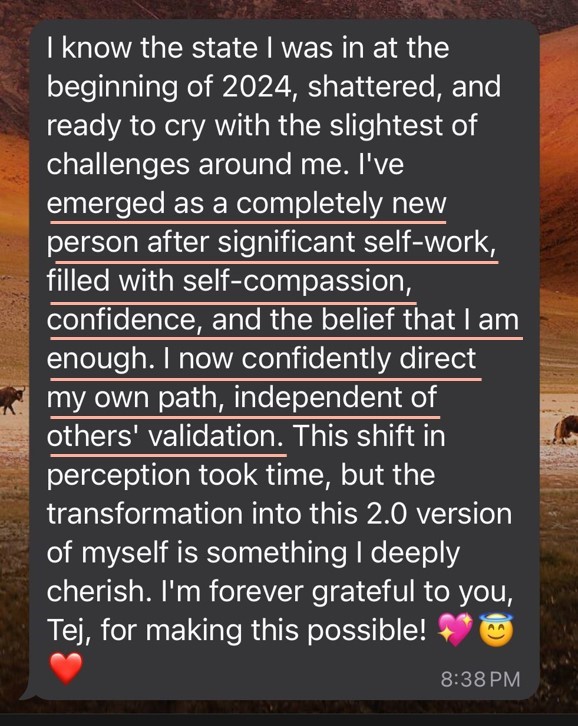 I know the state I was in at the
beginning of 2024, shattered, and
ready to cry with the slightest of
challenges around me. I've
emerged as a completely new
person after significant self-work,
filled with self-compassion,
confidence, and the belief that I am
enough. I now confidently direct
my own path, independent of
others' validation. This shift in
perception took time, but the
transformation into this 2.0 version
of myself is something I deeply
cherish. I'm forever grateful to you,
Tej, for making this possible! 💖😇
❤️
8:38 PM